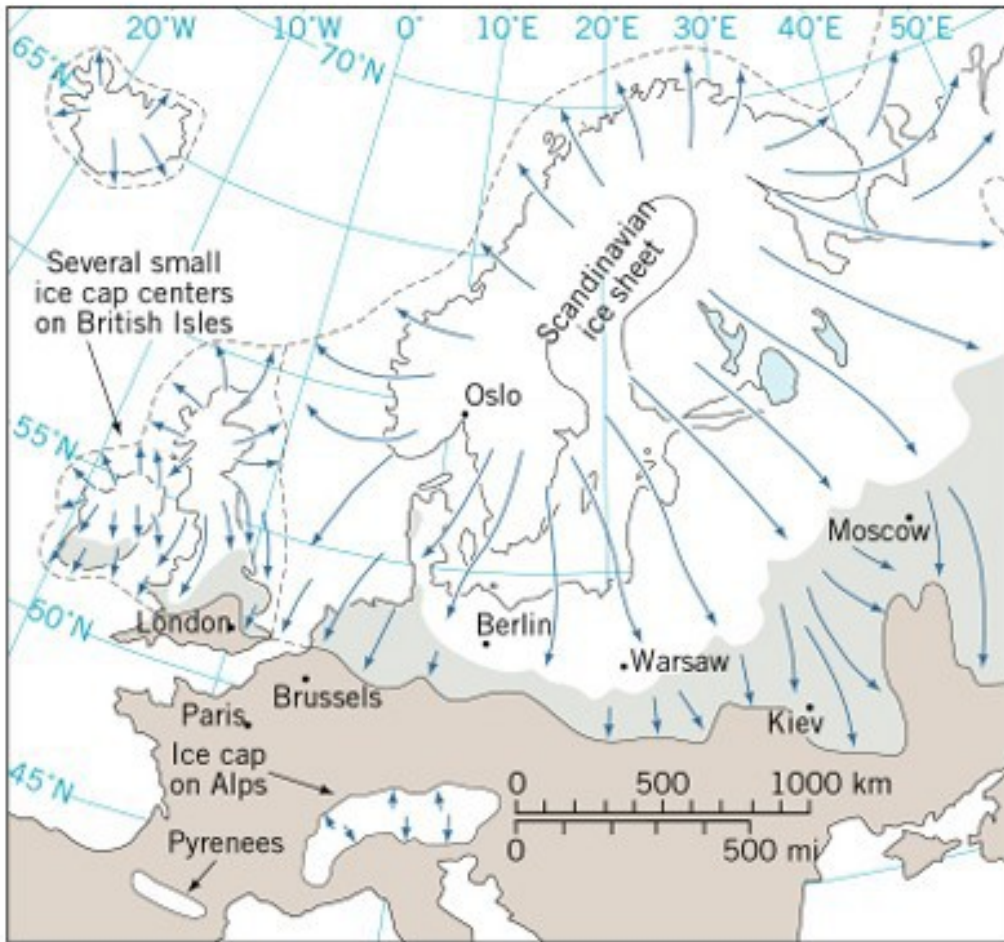 20˚W
10˚W
0˚
10˚E
20˚E
30˚E
40˚E
50˚E
65˚N
70˚N
Several small
ice cap centers
on British Isles
Scandinavian
ice sheet
Oslo
55˚N
Moscow
50˚N
London
Berlin
Warsaw
Brussels
Paris
Kiev
Ice cap
on Alps
45˚N
0 500 1000 km
Pyrenees
0 500 mi